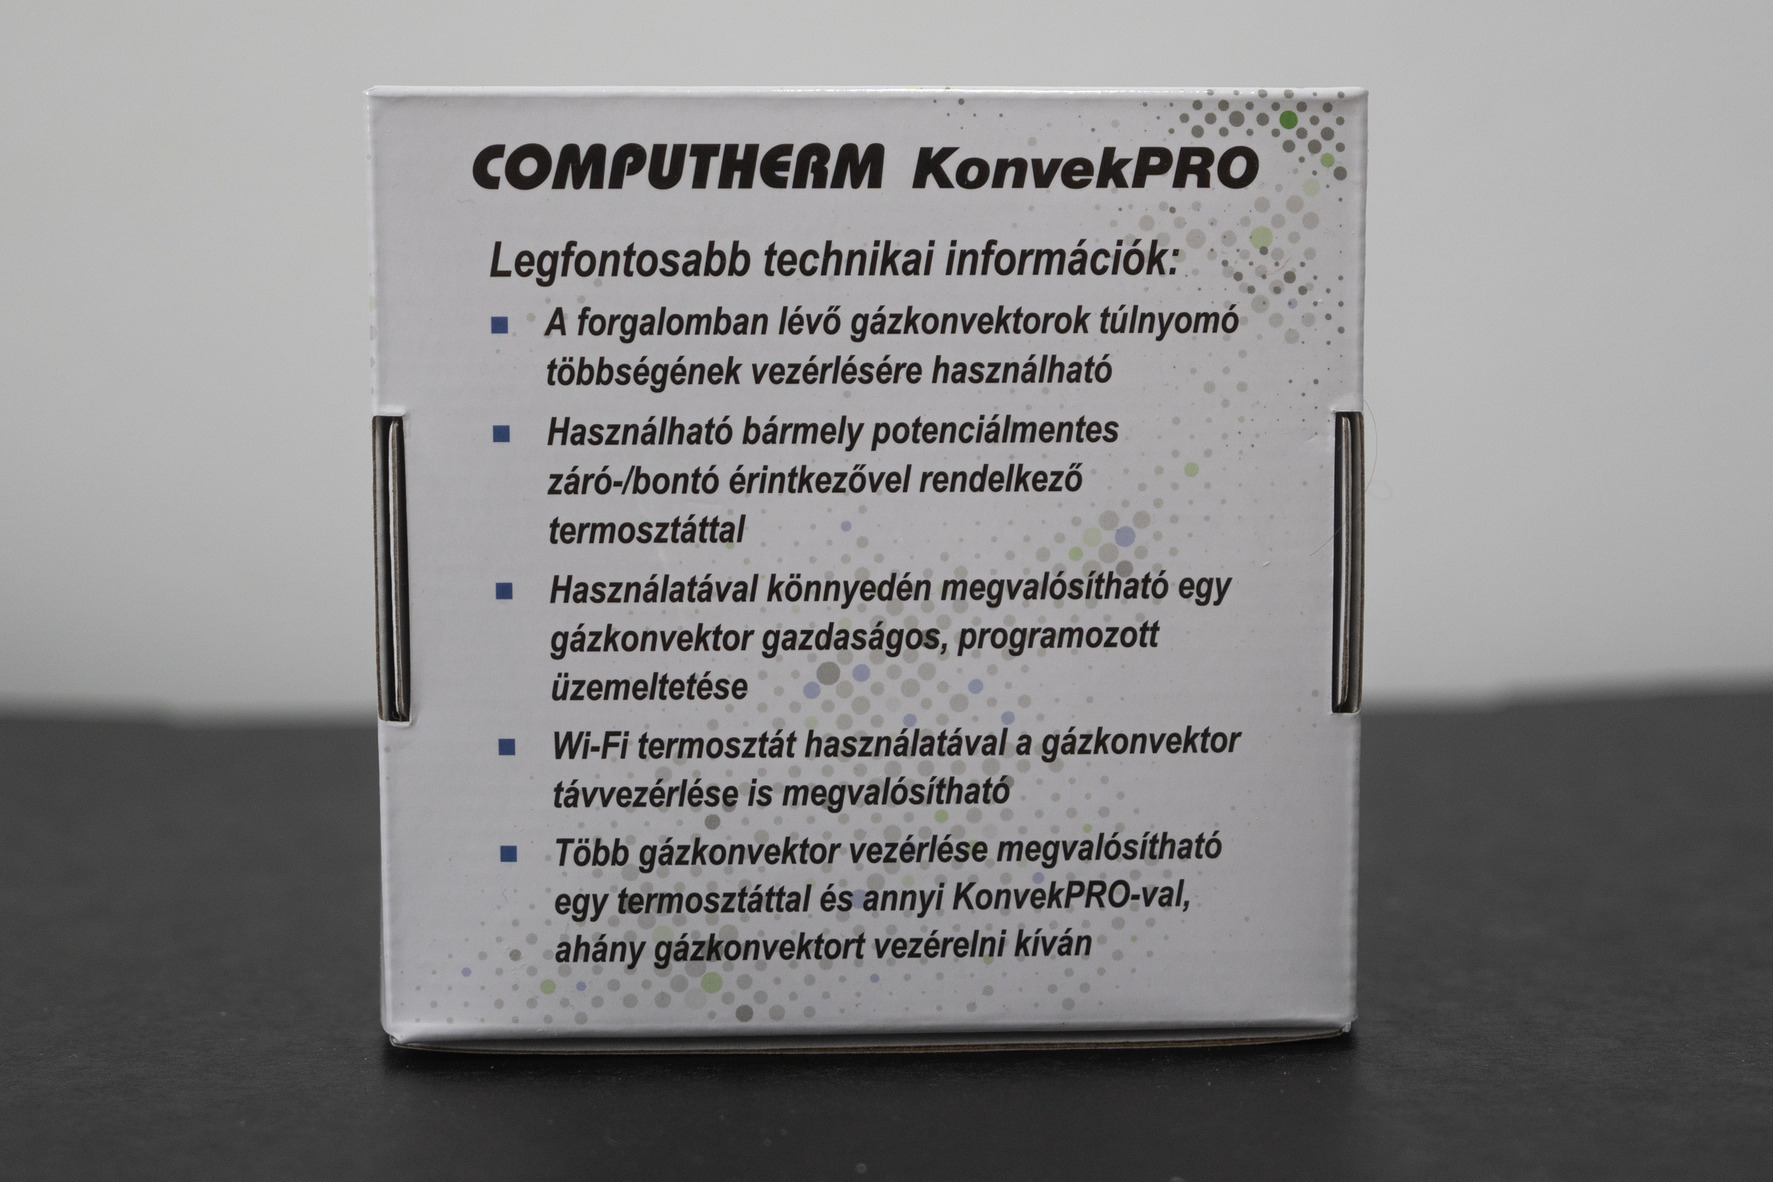 COMPUTHERM KonvekPRO
Legfontosabb technikai információk:
A forgalomban lévő gázkonvektorok túlnyomó
többségének vezérlésére használható
Használható bármely potenciálmentes
záró-/bontó érintkezővel rendelkező
termosztáttal
Használatával könnyedén megvalósítható egy
gázkonvektor gazdaságos, programozott
üzemeltetése
Wi-Fi termosztát használatával a gázkonvektor
távvezérlése is megvalósítható
Több gázkonvektor vezérlése megvalósítható
egy termosztáttal és annyi KonvekPRO-val,
ahány gázkonvektort vezérelni kíván